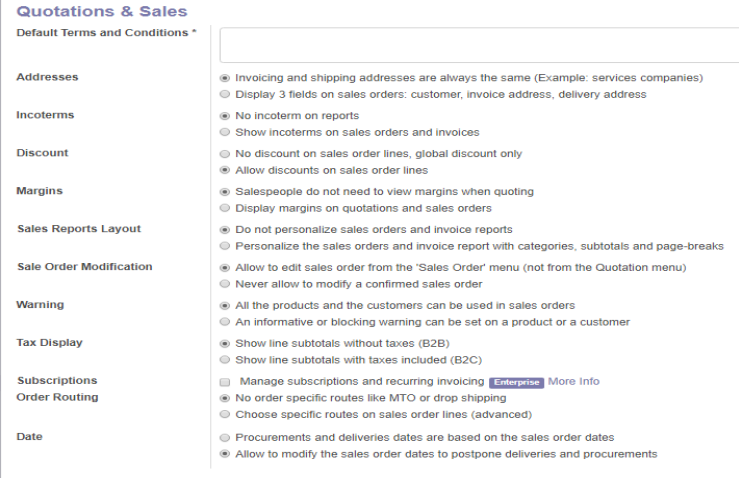 Quotations & Sales
Default Terms and Conditions *
Addresses
Invoicing and shipping addresses are always the same (Example: services companies)
Display 3 fields on sales orders: customer, invoice address, delivery address
Incoterms
No incoterm on reports
Show incoterms on sales orders and invoices
Discount
No discount on sales order lines, global discount only
Allow discounts on sales order lines
Margins
Salespeople do not need to view margins when quoting
Display margins on quotations and sales orders
Sales Reports Layout
Do not personalize sales orders and invoice reports
Personalize the sales orders and invoice report with categories, subtotals and page-breaks
Sale Order Modification
Allow to edit sales order from the 'Sales Order' menu (not from the Quotation menu)
Never allow to modify a confirmed sales order
Warning
All the products and the customers can be used in sales orders
An informative or blocking warning can be set on a product or a customer
Tax Display
Show line subtotals without taxes (B2B)
Show line subtotals with taxes included (B2C)
Subscriptions
Manage subscriptions and recurring invoicing Enterprise More Info
Order Routing
No order specific routes like MTO or drop shipping
Choose specific routes on sales order lines (advanced)
Date
Procurements and deliveries dates are based on the sales order dates
Allow to modify the sales order dates to postpone deliveries and procurements